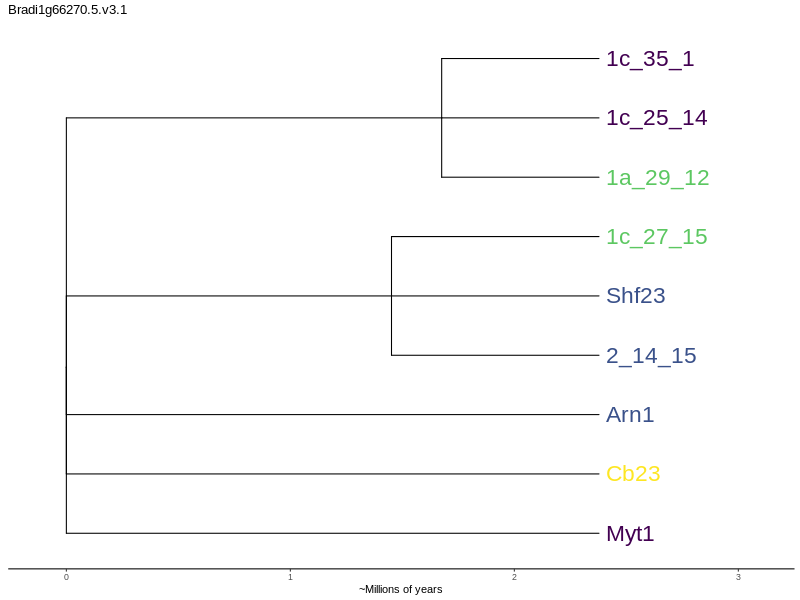 Bradi1g66270.5.v3.1
1c_35_1
1c_25_14
1a_29_12
1c_27_15
Shf23
2_14_15
Arn1
Cb23
Myt1
0 1 2 3
~Millions of years